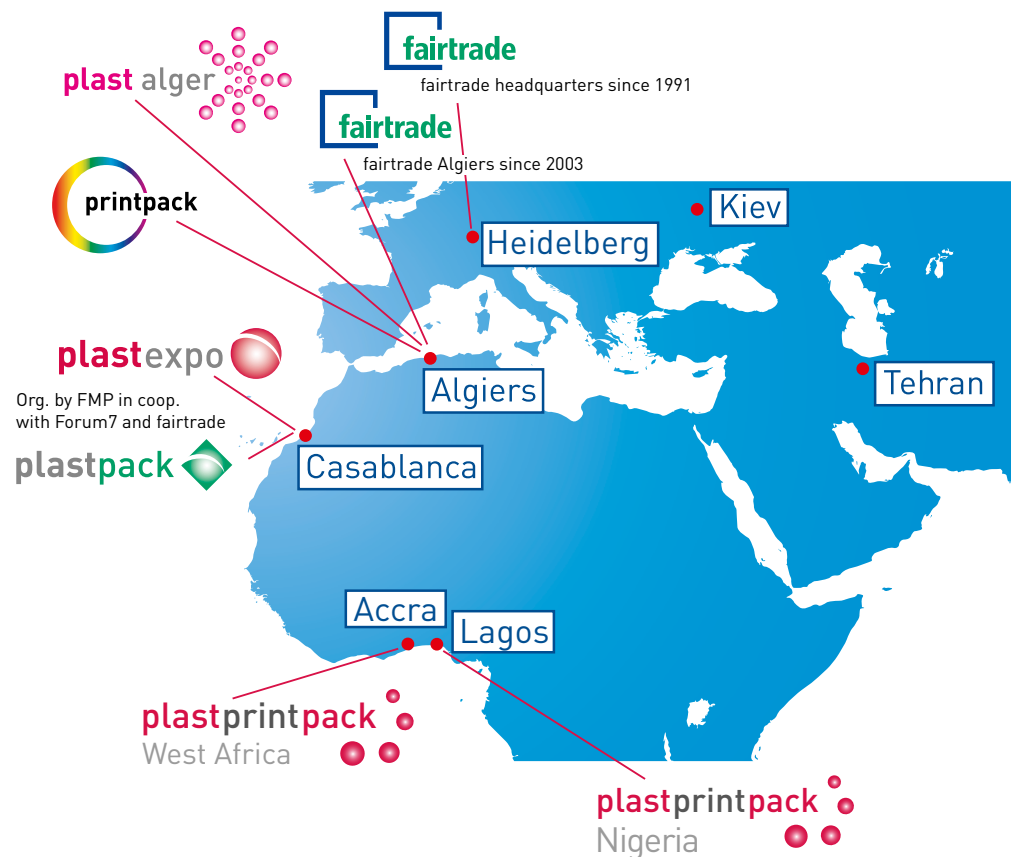 fairtrade
fairtrade headquarters since 1991
plast alger
fairtrade
fairtrade Algiers since 2003
printpack
Kiev
Heidelberg
plastexpo
Org. by FMP in coop.
with Forum7 and fairtrade
plastpack
Algiers
Tehran
Casablanca
Accra
Lagos
plastprintpack
West Africa
plastprintpack
Nigeria